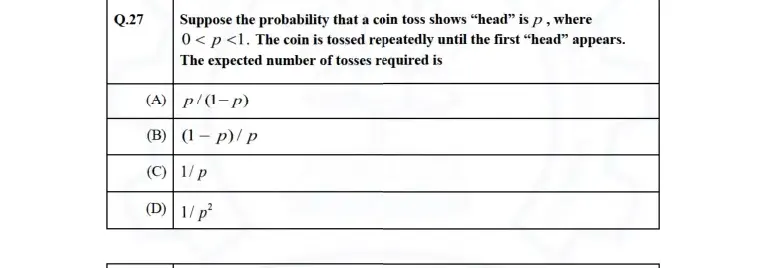 Q.27 Suppose the probability that a coin toss shows “head” is p , where
0 < p <1. The coin is tossed repeatedly until the first “head” appears.
The expected number of tosses required is
(A) p / (1− p)
(B) (1 − p) / p
(C) 1/ p
(D) 1/ p²